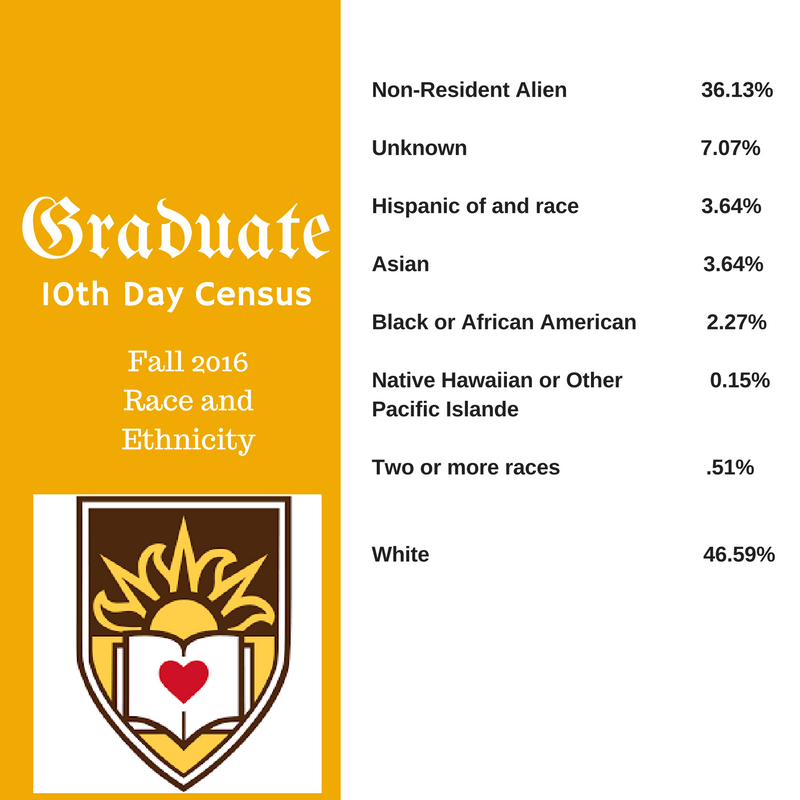 Graduate
10th Day Census
Fall 2016
Race and
Ethnicity
Non-Resident Alien 36.13%
Unknown 7.07%
Hispanic of and race 3.64%
Asian 3.64%
Black or African American 2.27%
Native Hawaiian or Other 0.15%
Pacific Islande
Two or more races .51%
White 46.59%